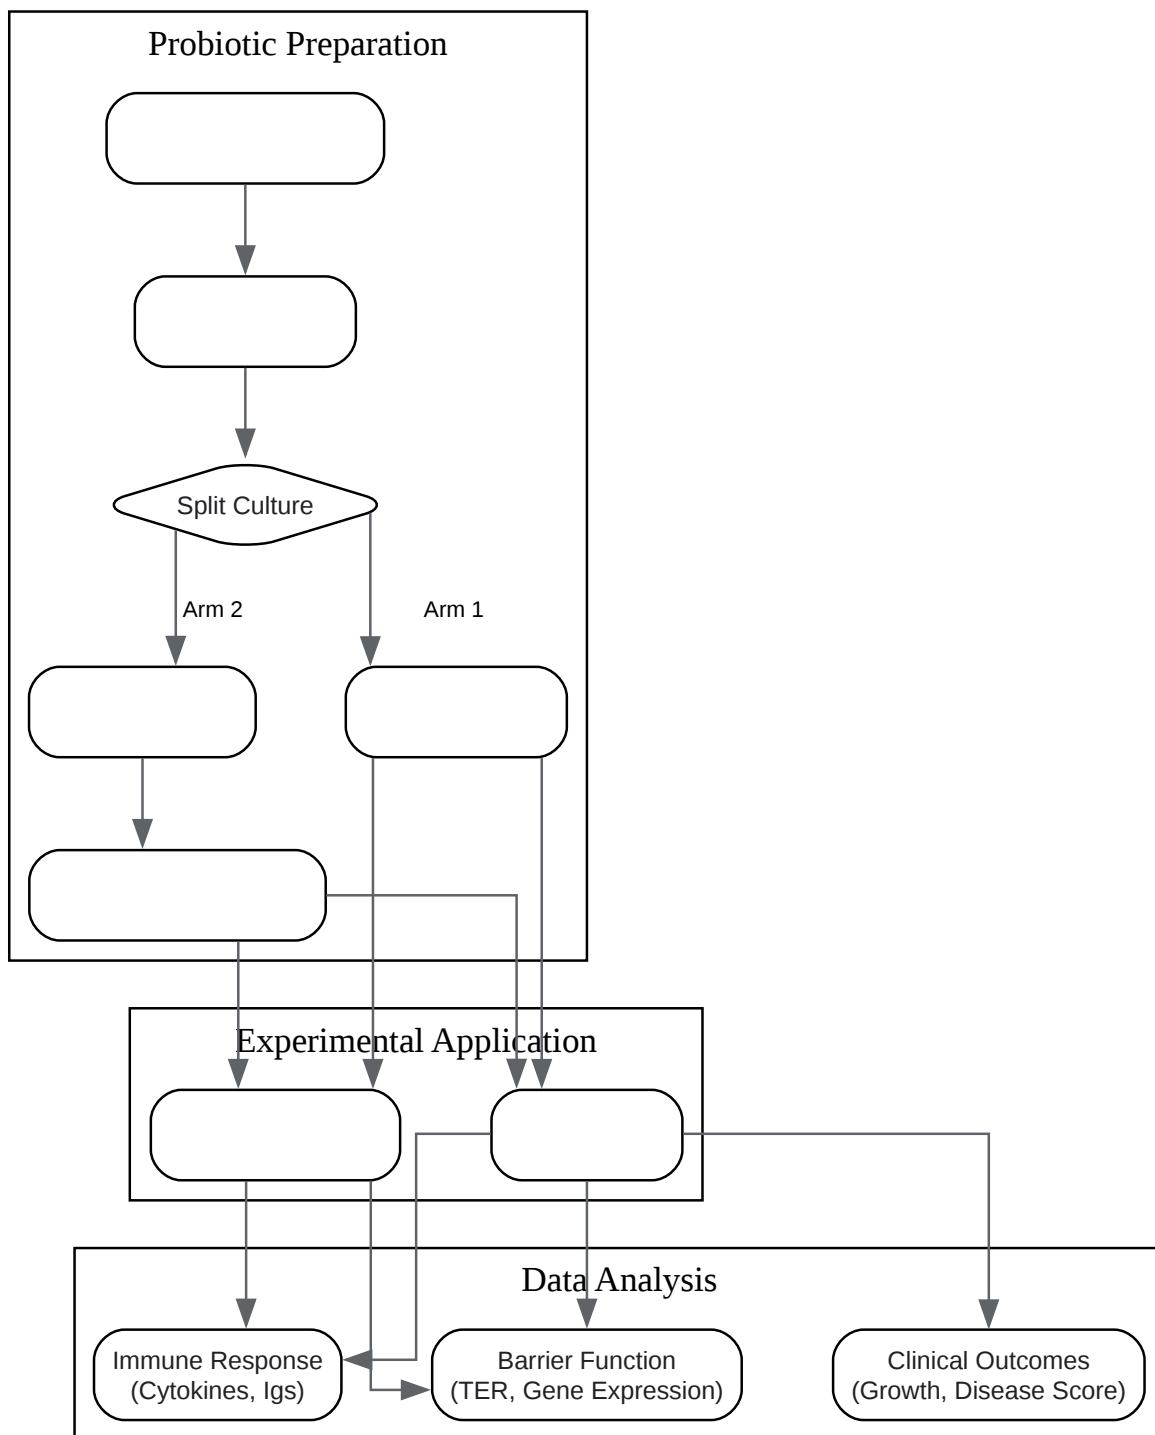 Probiotic Preparation
Split Culture
Arm 2
Arm 1
Experimental Application
Data Analysis
Immune Response
(Cytokines, Igs)
Barrier Function
(TER, Gene Expression)
Clinical Outcomes
(Growth, Disease Score)